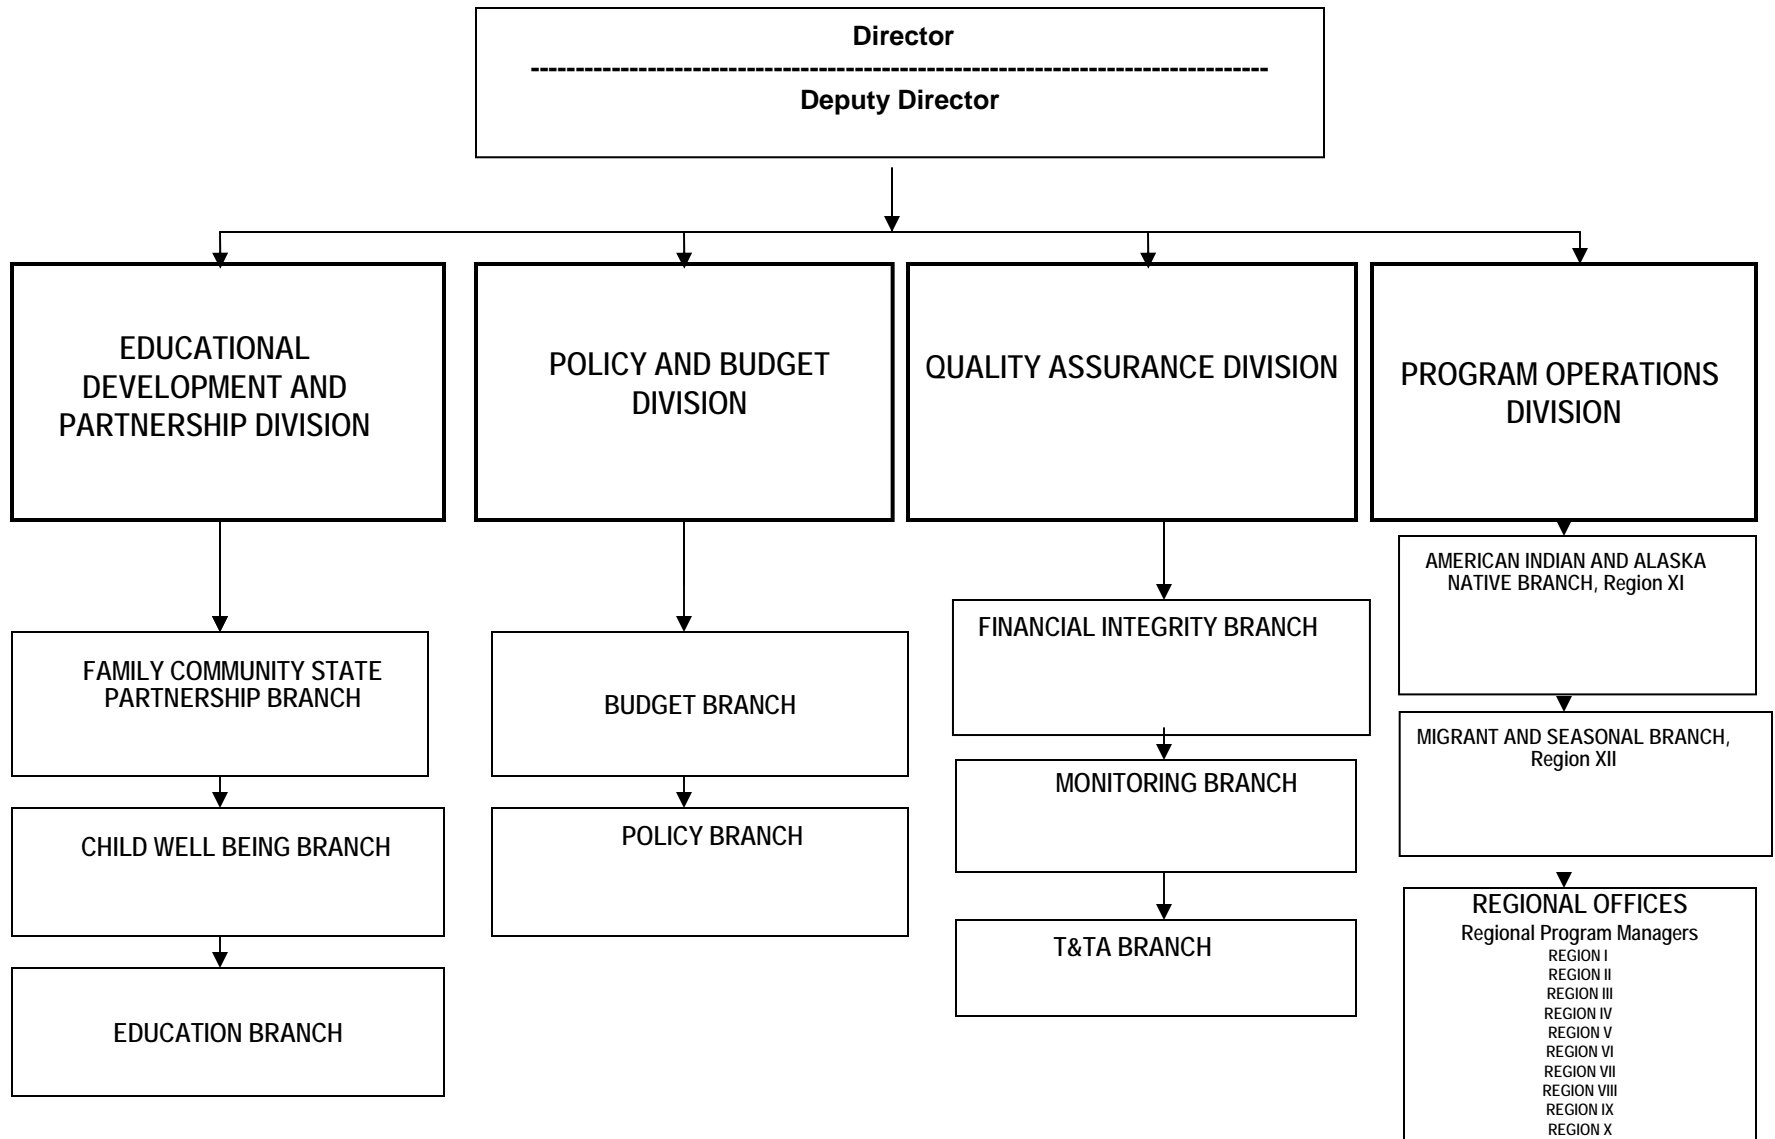 Director
--------------------------------------------------------------------------------
Deputy Director
EDUCATIONAL
DEVELOPMENT AND
PARTNERSHIP DIVISION
POLICY AND BUDGET
DIVISION
QUALITY ASSURANCE DIVISION
PROGRAM OPERATIONS
DIVISION
FAMILY COMMUNITY STATE
PARTNERSHIP BRANCH
CHILD WELL BEING BRANCH
EDUCATION BRANCH
BUDGET BRANCH
POLICY BRANCH
FINANCIAL INTEGRITY BRANCH
MONITORING BRANCH
T&TA BRANCH
AMERICAN INDIAN AND ALASKA
NATIVE BRANCH, Region XI
MIGRANT AND SEASONAL BRANCH,
Region XII
REGIONAL OFFICES
Regional Program Managers
REGION I
REGION II
REGION III
REGION IV
REGION V
REGION VI
REGION VII
REGION VIII
REGION IX
REGION X